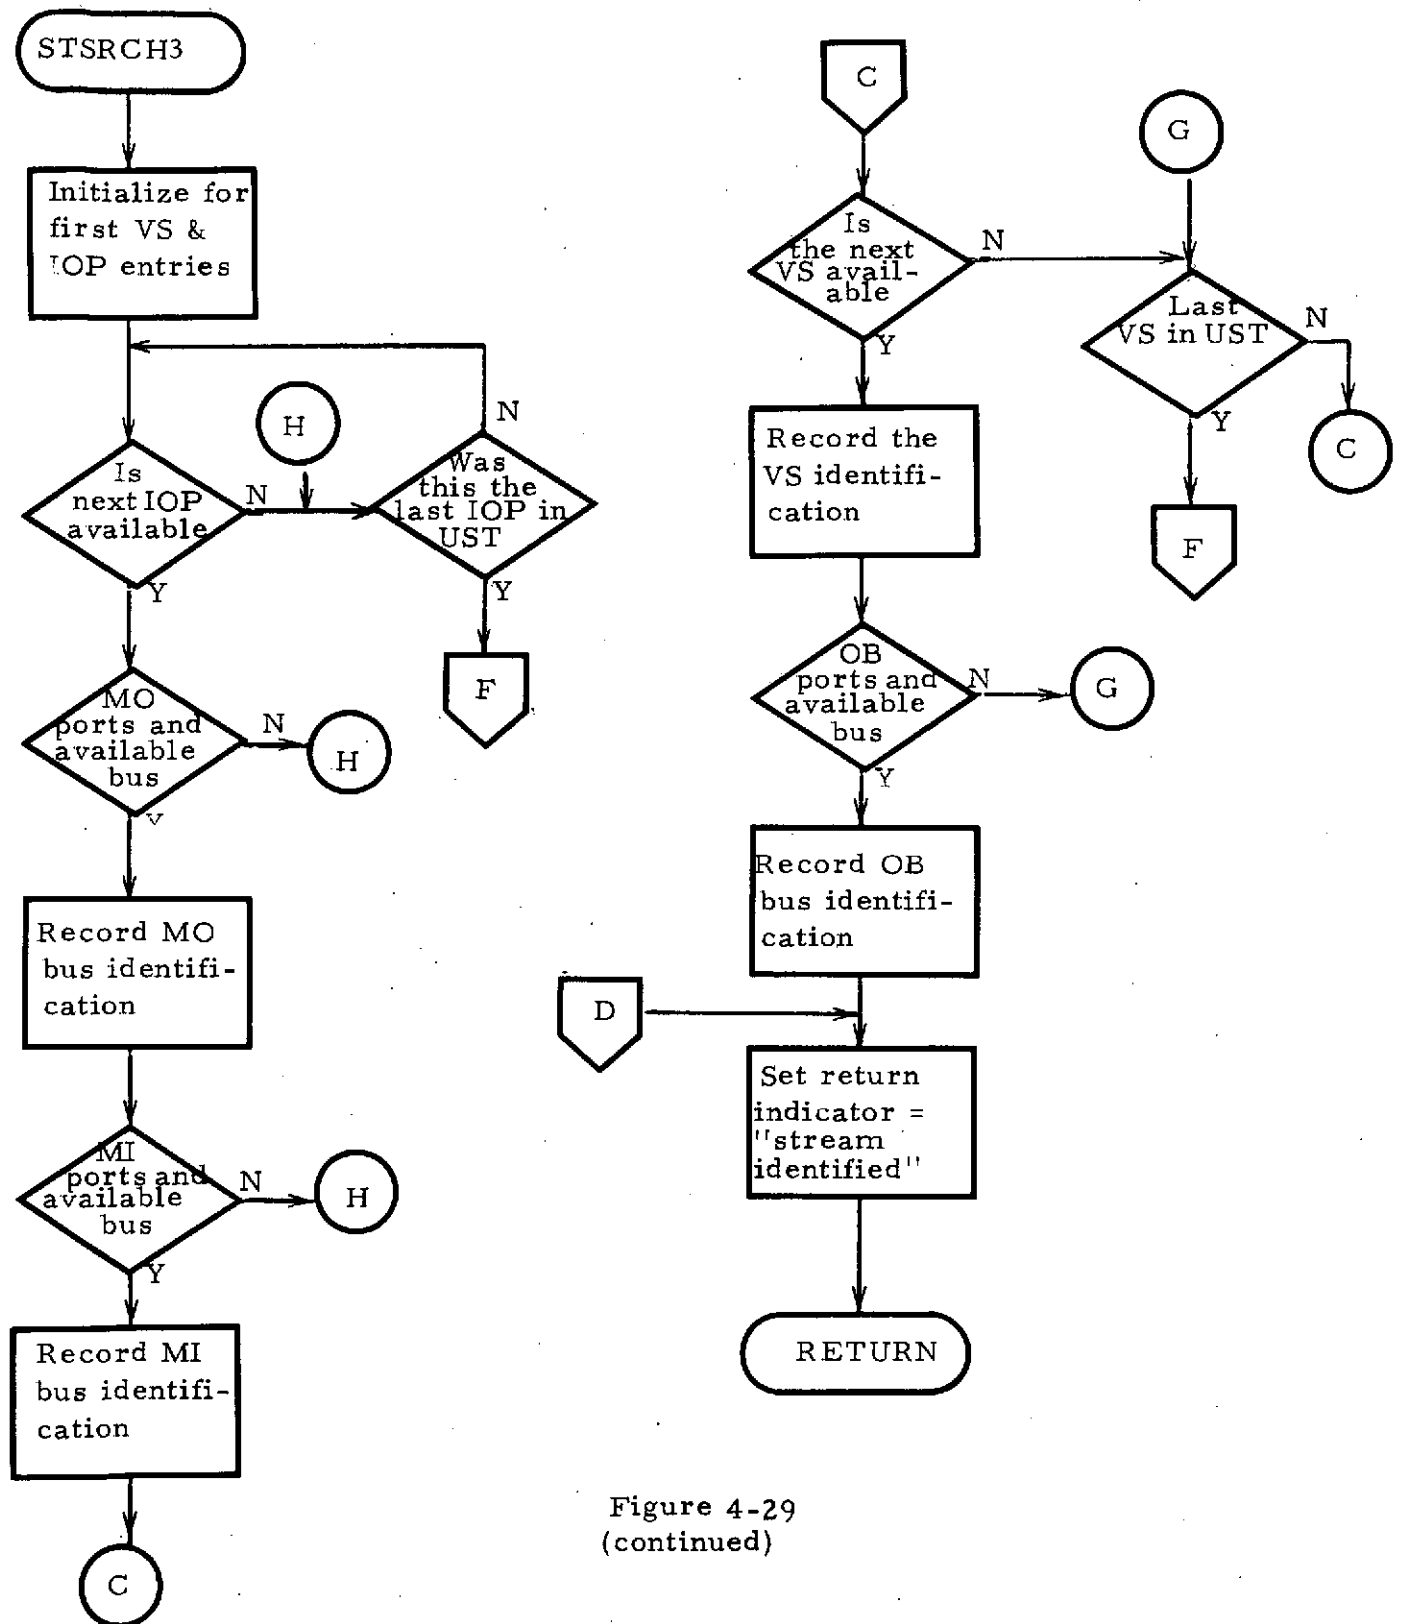 STSRCH3
Initialize for
first VS &
IOP entries
H
N
Is
next IOP
available
N
Y
Was
this the
last IOP in
UST
Y
F
MO
ports and
available
bus
N
H
Y
Record MO
bus identifi-
cation
MI
ports and
available
bus
N
H
Y
Record MI
bus identifi-
cation
C
C
Is
the next
VS avail-
able
N
Y
G
Last
VS in UST
N
C
Y
F
Record the
VS identifi-
cation
OB
ports and
available
bus
N
G
Y
Record OB
bus identifi-
cation
D
Set return
indicator =
"stream
identified"
RETURN
Figure 4-29
(continued)